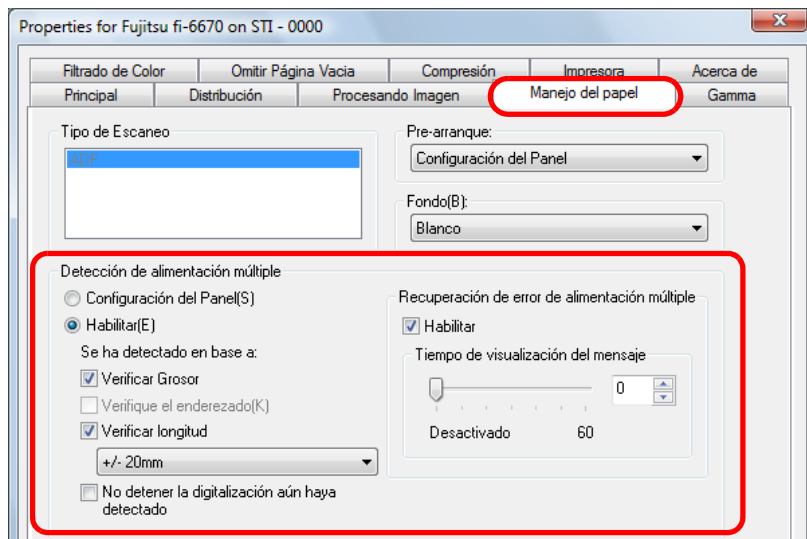 Properties for Fujitsu fi-6670 on STI - 0000
Filtrado de Color
Omitir Página Vacia
Compresión
Impresora
Acerca de
Principal
Distribución
Procesando Imagen
Manejo del papel
Gamma
Tipo de Escaneo
ADF
Pre-arranque:
Configuración del Panel
Fondo(B):
Blanco
Detección de alimentación múltiple
Configuración del Panel(S)
Habilitar(E)
Se ha detectado en base a:
Verificar Grosor
Verifique el enderezado(K)
Verificar longitud
+/- 20mm
No detener la digitalización aún haya
detectado
Recuperación de error de alimentación múltiple
Habilitar
Tiempo de visualización del mensaje
0
Desactivado 60